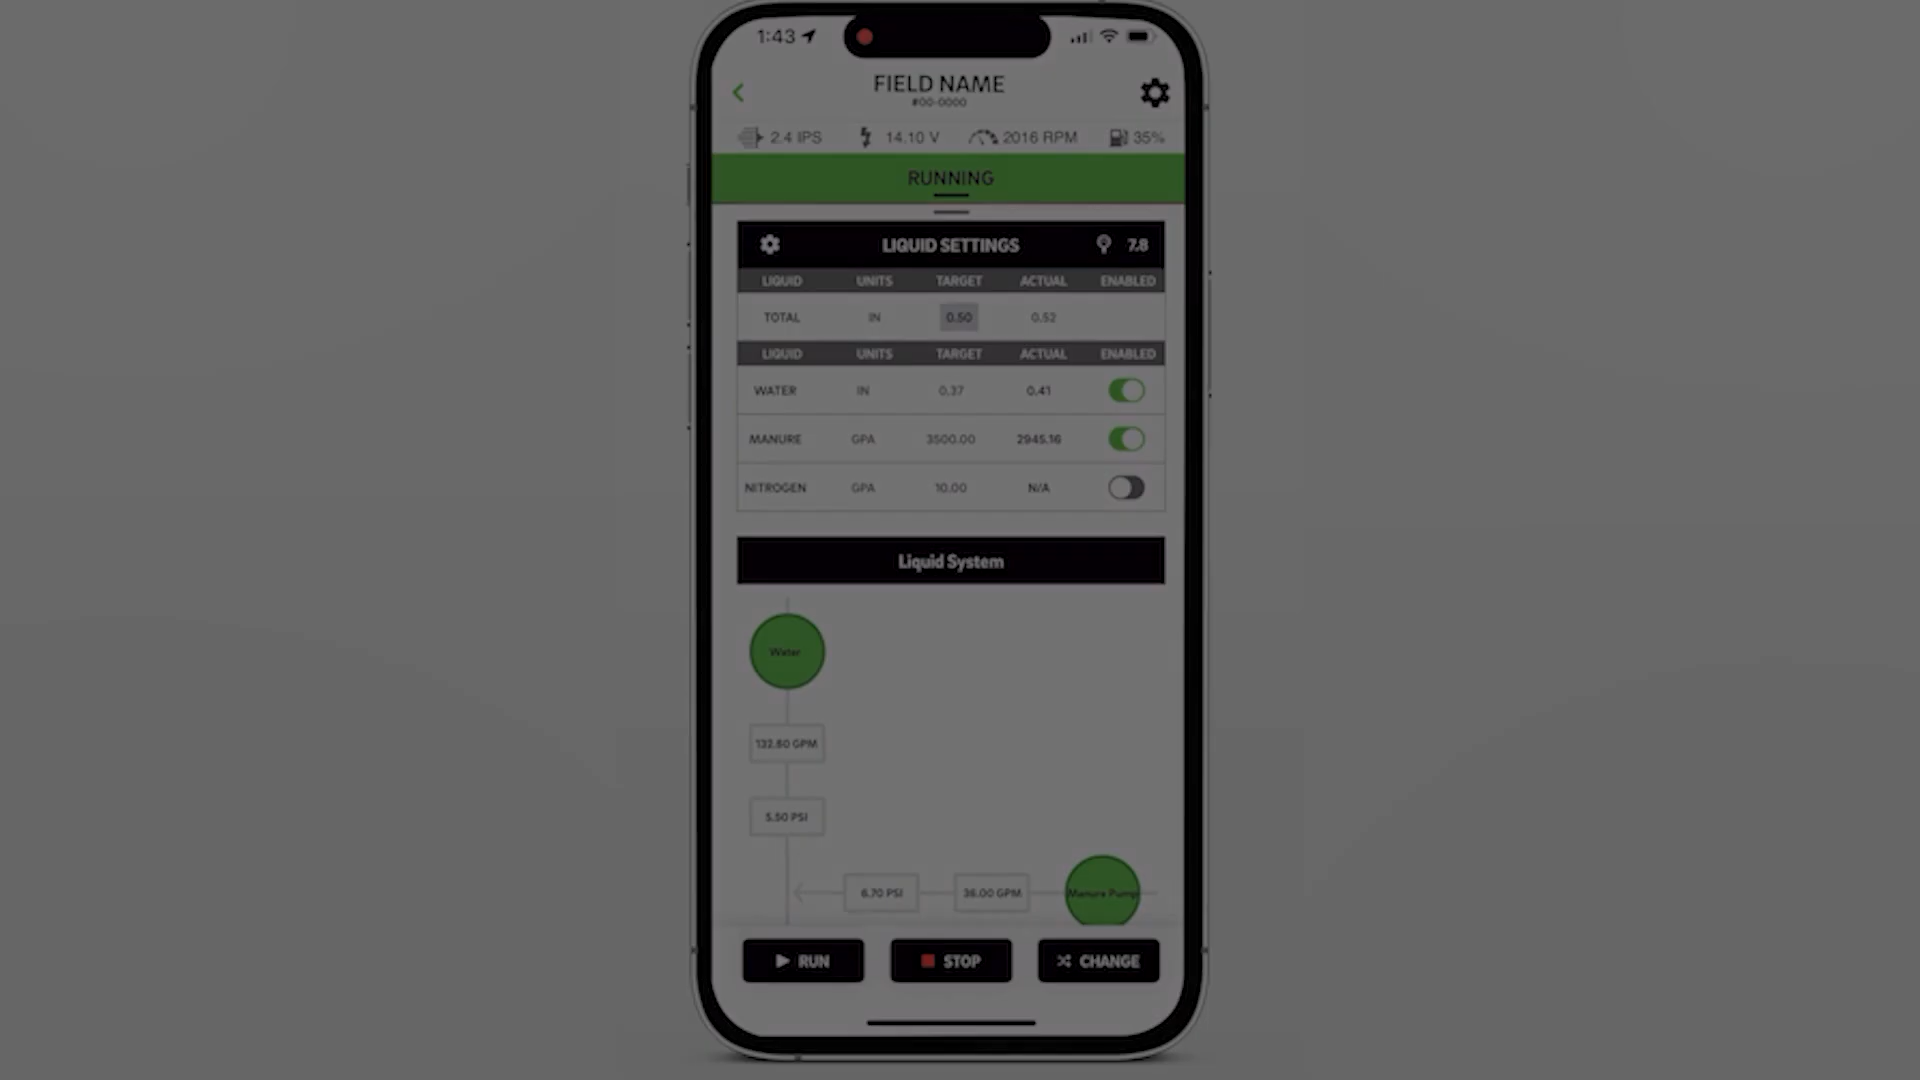 1:43
FIELD NAME
#00-0000
2.4 IPS 14.10 V 2016 RPM 35%
RUNNING
LIQUID SETTINGS 7.8
LIQUID UNITS TARGET ACTUAL ENABLED
TOTAL IN 0.50 0.52
LIQUID UNITS TARGET ACTUAL ENABLED
WATER IN 0.37 0.41
MANURE GPA 3500.00 2945.16
NITROGEN GPA 10.00 N/A
Liquid System
Water
132.60 GPM
5.50 PSI
6.70 PSI 36.00 GPM Manure Pump
RUN STOP CHANGE